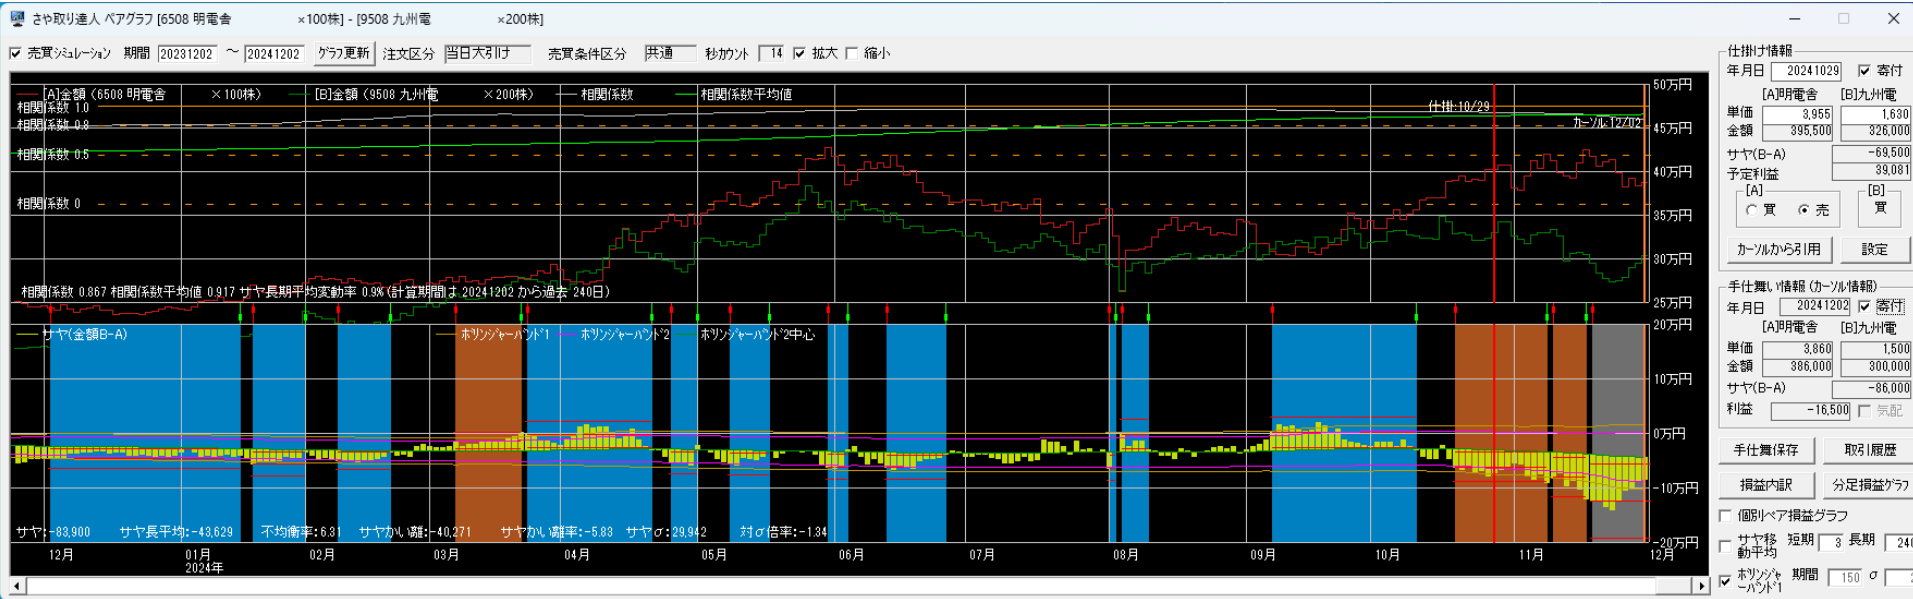 さや取り達人 ペアグラフ [6508 明電舎 ×100株] - [9508 九州電 ×200株]
売買シミュレーション 期間 20231202 ～ 20241202 グラフ更新 注文区分 当日大引け 売買条件区分 共通 秒カウント 14 拡大 縮小
[A]金額（6508 明電舎 ×100株） [B]金額（9508 九州電 ×200株） 相関係数 相関係数平均値
相関係数 1.0
相関係数 0.8
相関係数 0.5
相関係数 0
仕掛:10/29
カーソル:12/02
50万円
45万円
40万円
35万円
30万円
25万円
相関係数 0.867 相関係数平均値 0.917 サヤ長期平均変動率 0.9% (計算期間は 20241202 から過去 240日)
サヤ(金額B-A) ボリンジャーバンド1 ボリンジャーバンド2 ボリンジャーバンド2中心
20万円
10万円
0万円
-10万円
-20万円
サヤ:-83,900 サヤ長平均:-43,629 不均衡率:6.31 サヤかい離:-40,271 サヤかい離率:-5.83 サヤσ:29,942 対σ倍率:-1.34
12月 01月 02月 03月 04月 05月 06月 07月 08月 09月 10月 11月 12月
2024年
仕掛け情報
年月日 20241029 寄付
[A]明電舎 [B]九州電
単価 3,955 1,630
金額 395,500 326,000
サヤ(B-A) -69,500
予定利益 39,081
[A] [B]
買 売 買
カーソルから引用 設定
手仕舞い情報 (カーソル情報)
年月日 20241202 寄付
[A]明電舎 [B]九州電
単価 3,860 1,500
金額 386,000 300,000
サヤ(B-A) -86,000
利益 -16,500 気配
手仕舞保存 取引履歴
損益内訳 分足損益グラフ
個別ペア損益グラフ
サヤ移動平均 短期 3 長期 240
ボリンジャーバンド1 期間 150 σ